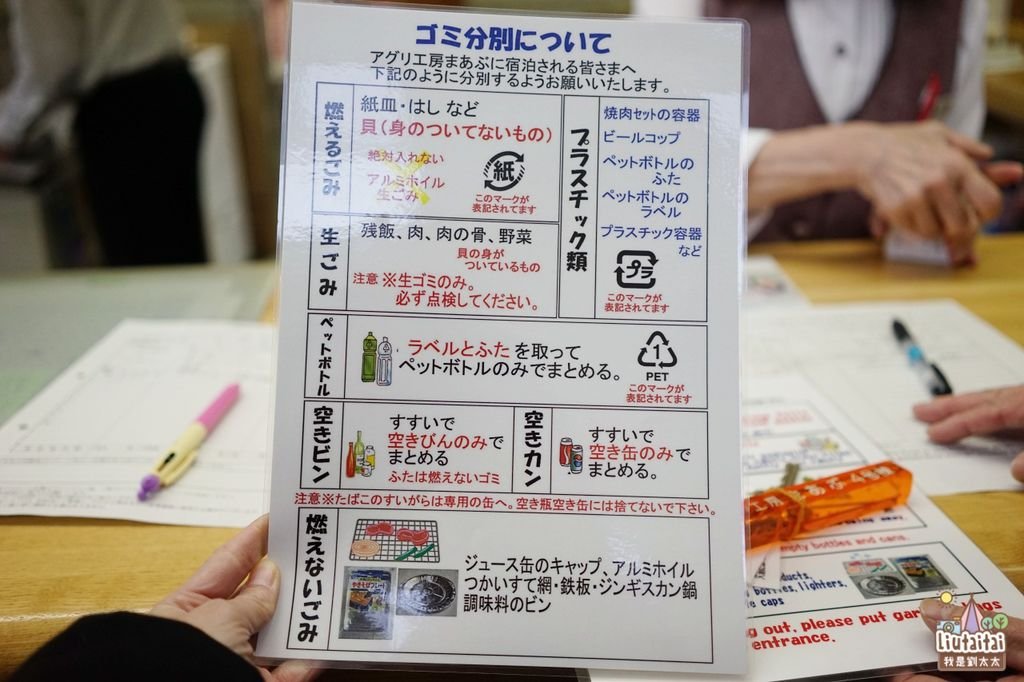 ゴミ分別について
アグリ工房まあぶに宿泊される皆さまへ
下記のように分別するようお願いいたします。
燃えるごみ
紙皿・はし など
貝(身のついてないもの)
絶対入れない
アルミホイル
生ごみ
紙
このマークが
表記されてます
生ごみ
残飯、肉、肉の骨、野菜
貝の身が
ついているもの
注意 ※生ゴミのみ。
必ず点検してください。
プラスチック類
焼肉セットの容器
ビールコップ
ペットボトルの
ふた
ペットボトルの
ラベル
プラスチック容器
など
プラ
このマークが
表記されてます
ペットボトル
ラベルとふた を取って
ペットボトルのみでまとめる。
1
PET
このマークが
表記されてます
空きビン
すすいで
空きびんのみで
まとめる
ふたは燃えないゴミ
空きカン
すすいで
空き缶のみで
まとめる。
注意※たばこのすいがらは専用の缶へ。空き瓶空き缶には捨てないで下さい。
燃えないごみ
ジュース缶のキャップ、アルミホイル
つかいすて網・鉄板・ジンギスカン鍋
調味料のビン
empty bottles and cans.
bottles, lighters,
caps
out, please put
entrance.
Liutaitai
我是劉太太